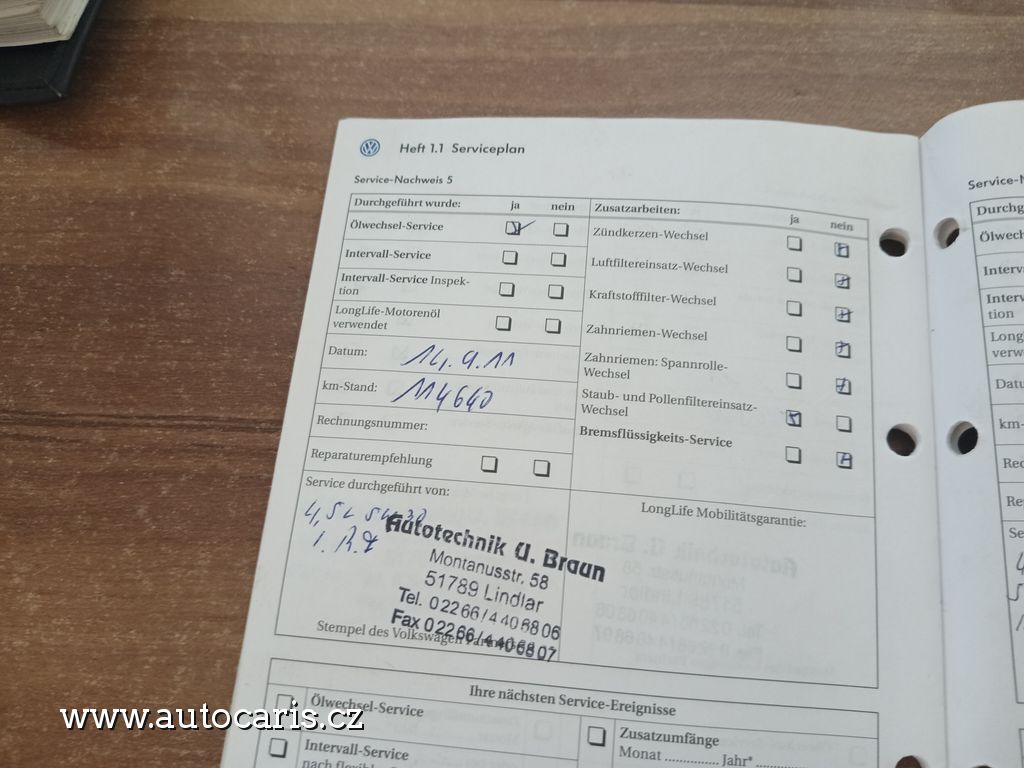 Heft 1.1 Serviceplan
Service-Nachweis 5
Durchgeführt wurde: ja nein
Ölwechsel-Service
Intervall-Service
Intervall-Service Inspek-
tion
LongLife-Motorenöl
verwendet
Datum: 14.9.11
km-Stand: 114640
Rechnungsnummer:
Reparaturempfehlung
Zusatzarbeiten: ja nein
Zündkerzen-Wechsel
Luftfiltereinsatz-Wechsel
Kraftstofffilter-Wechsel
Zahnriemen-Wechsel
Zahnriemen: Spannrolle-
Wechsel
Staub- und Pollenfiltereinsatz-
Wechsel
Bremsflüssigkeits-Service
Service durchgeführt von:
Autotechnik U. Braun
Montanusstr. 58
51789 Lindlar
Tel. 02266/4406806
Fax 02266/4406807
Stempel des Volkswagen
LongLife Mobilitätsgarantie:
Ihre nächsten Service-Ereignisse
Ölwechsel-Service
Intervall-Service
Zusatzumfänge
Monat Jahr*
Service-N
Durchg
Ölwech
Interva
Interv
tion
Long
verw
Datu
km-
Rec
Re
Se
www.autocaris.cz